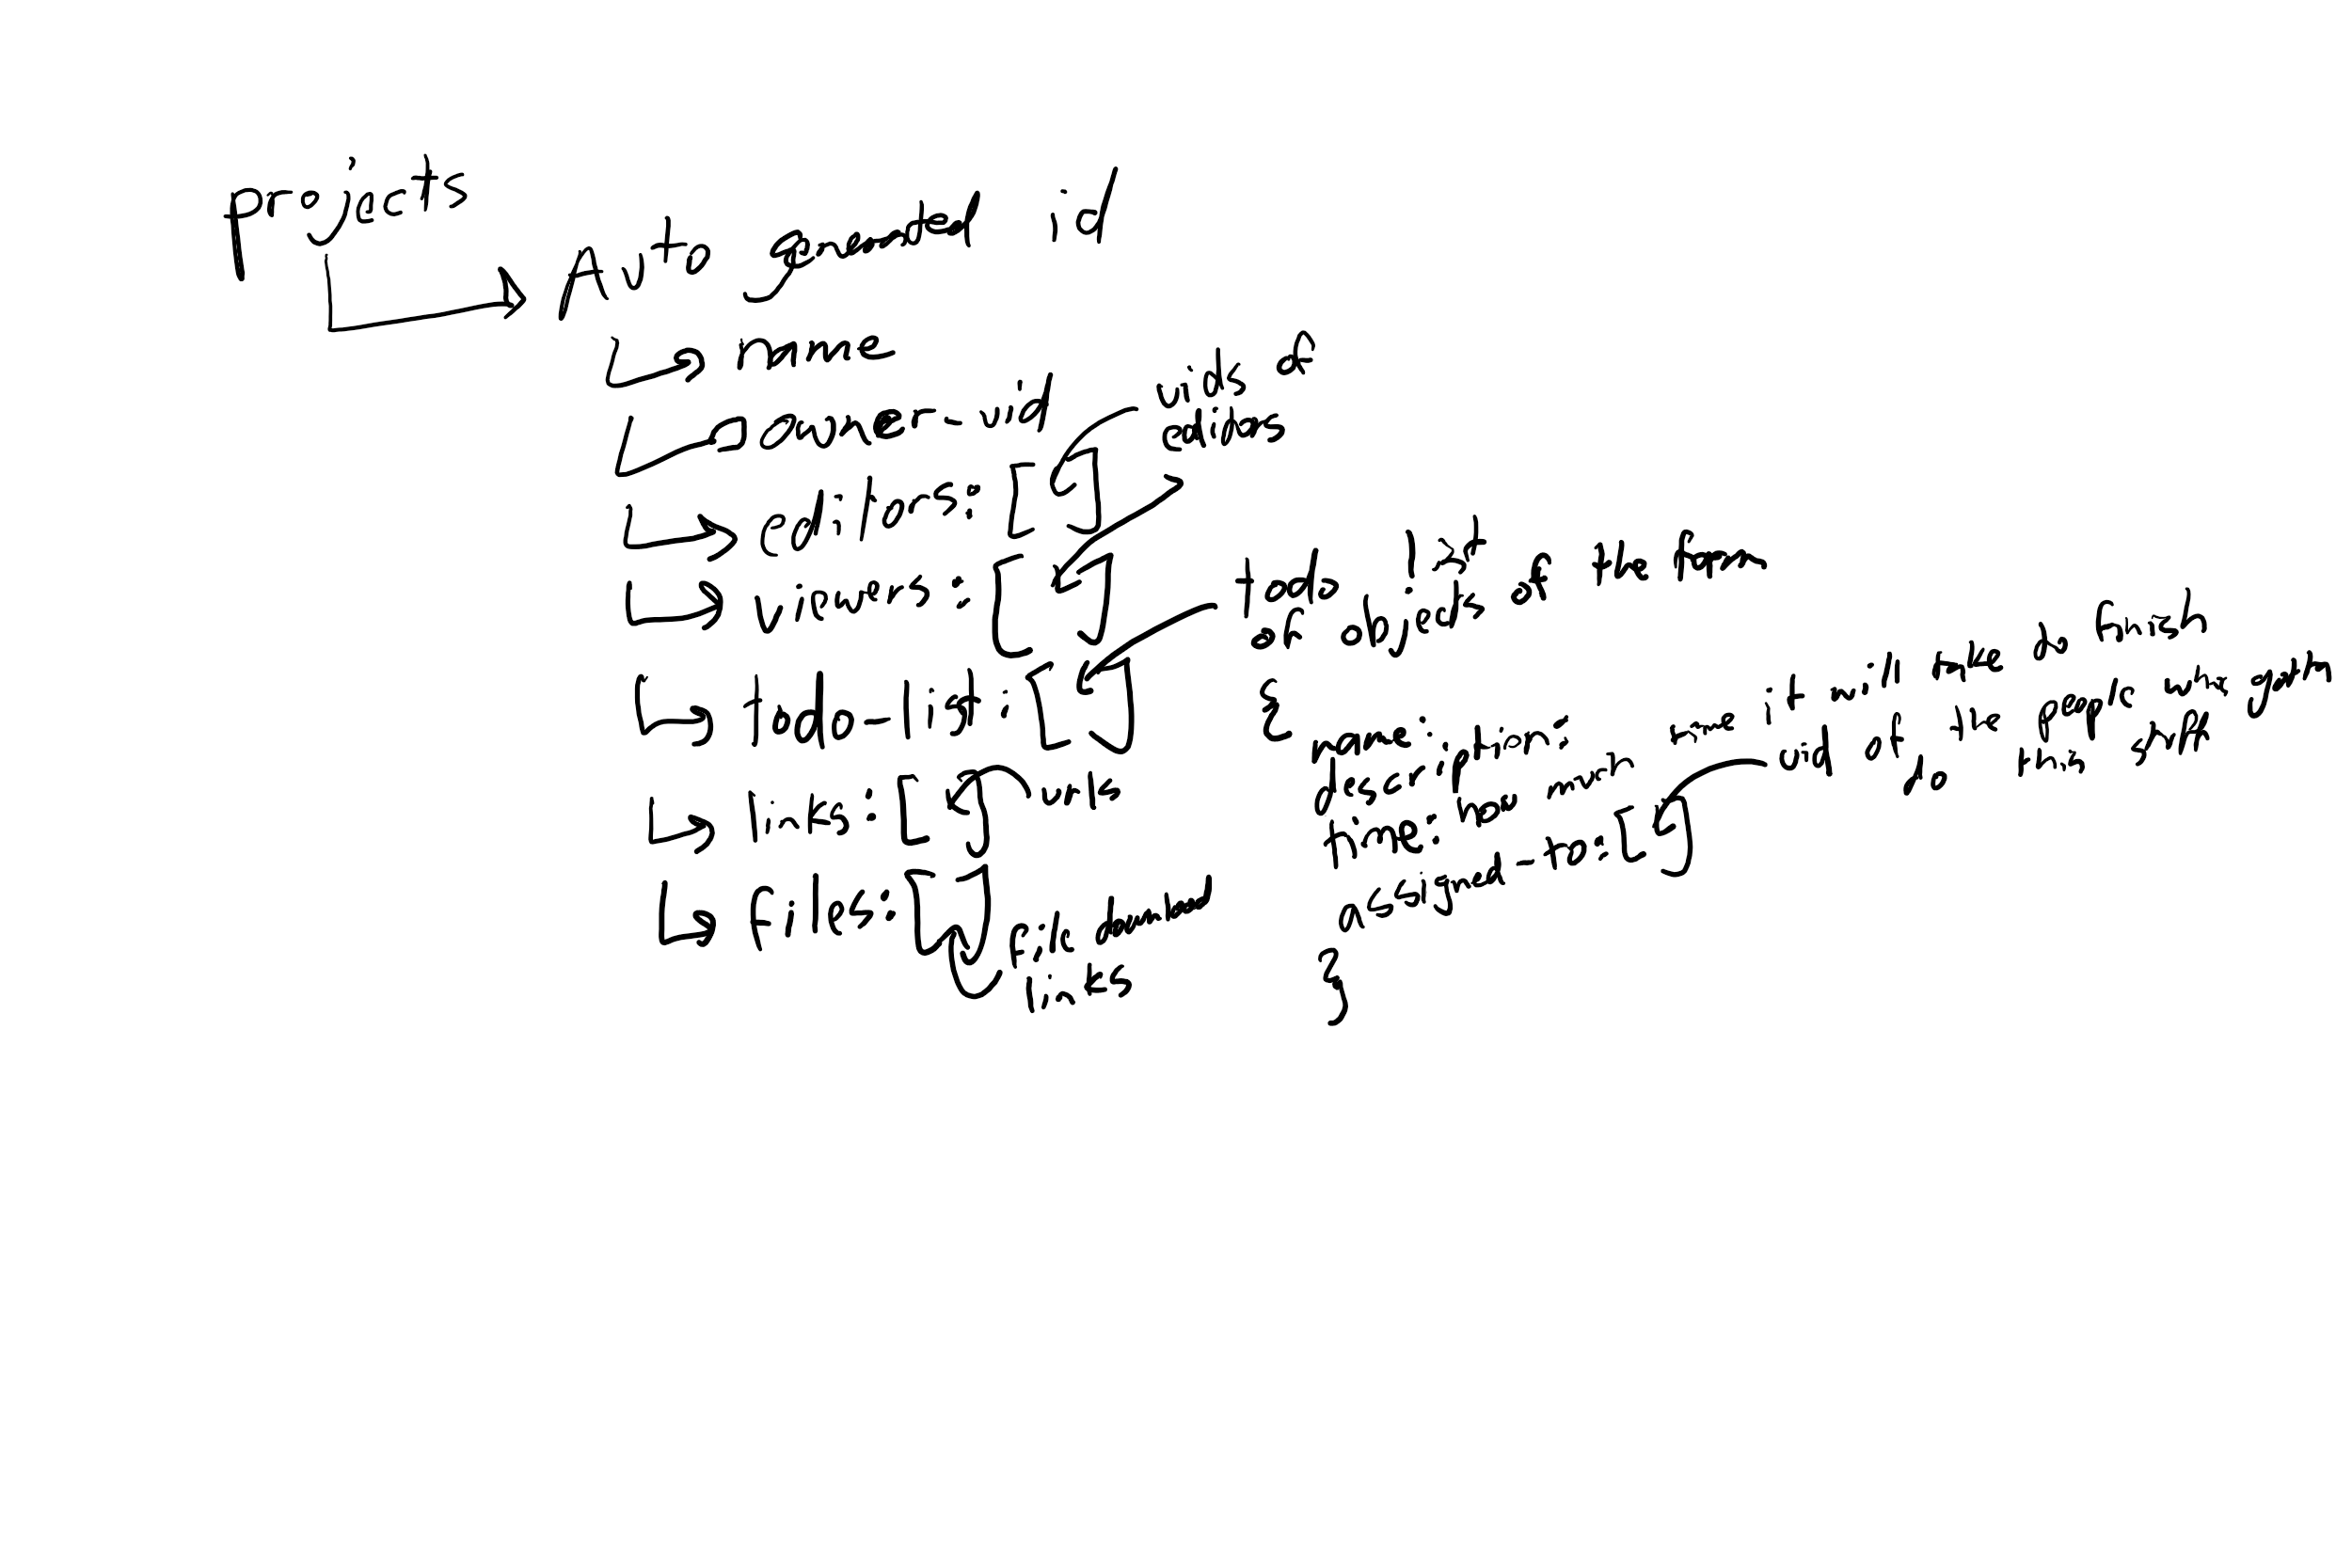 projects
Auto generated id
name
owner-uid
uids of
editors
editors: [ ]
viewers: [ ]
todo list
of objects of the form
todo-list: [ ]
{
name:
description:
time: how much time it will take to finish
assigned-to: [ ]
uid of the people who gotta
do this shit
}
links: [ ]
urls
files: [ ]
file download
links